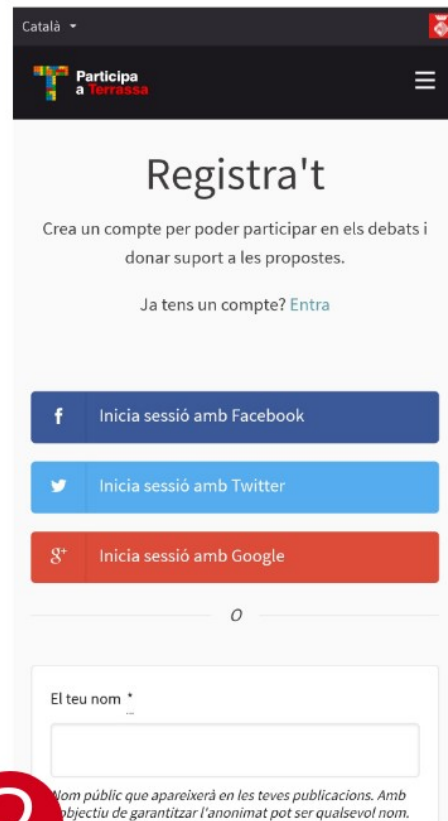 Català
Participa
a Terrassa
Registra't
Crea un compte per poder participar en els debats i
donar suport a les propostes.
Ja tens un compte? Entra
f Inicia sessió amb Facebook
Inicia sessió amb Twitter
g+ Inicia sessió amb Google
O
El teu nom *
Nom públic que apareixerà en les teves publicacions. Amb
objectiu de garantitzar l'anonimat pot ser qualsevol nom.